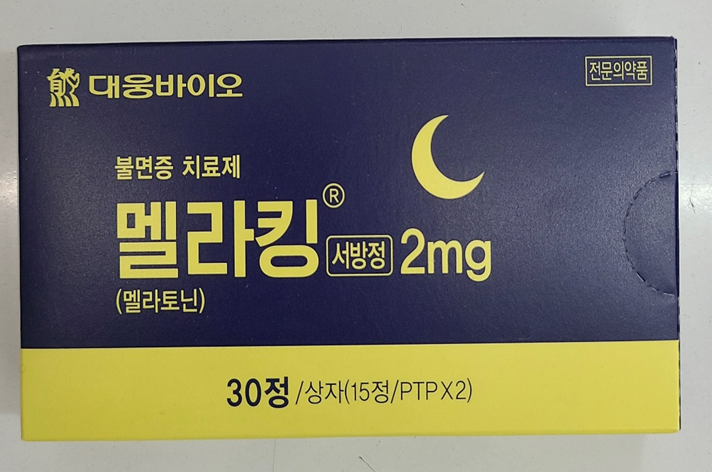 대웅바이오
전문의약품
불면증 치료제
멜라킹® 서방정 2mg
(멜라토닌)
30정/상자(15정/PTP X 2)